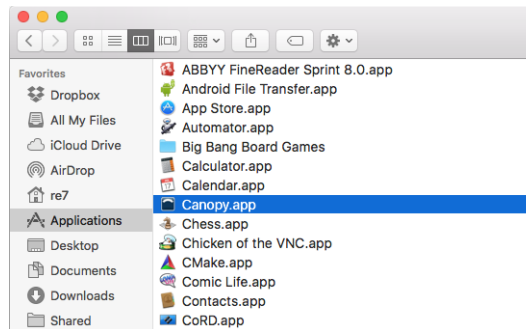 Favorites
Dropbox
All My Files
iCloud Drive
AirDrop
re7
Applications
Desktop
Documents
Downloads
Shared
ABBYY FineReader Sprint 8.0.app
Android File Transfer.app
App Store.app
Automator.app
Big Bang Board Games
Calculator.app
Calendar.app
Canopy.app
Chess.app
Chicken of the VNC.app
CMake.app
Comic Life.app
Contacts.app
CoRD.app